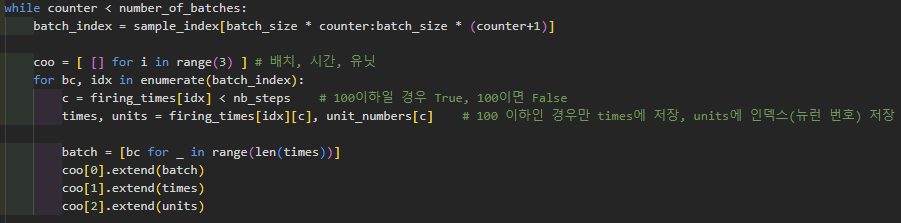 while counter < number_of_batches:
    batch_index = sample_index[batch_size * counter:batch_size * (counter+1)]

    coo = [ [] for i in range(3) ] # 배치, 시간, 유닛
    for bc, idx in enumerate(batch_index):
        c = firing_times[idx] < nb_steps    # 100이하일 경우 True, 100이면 False
        times, units = firing_times[idx][c], unit_numbers[c]    # 100 이하인 경우만 times에 저장, units에 인덱스(뉴런 번호) 저장

        batch = [bc for _ in range(len(times))]
        coo[0].extend(batch)
        coo[1].extend(times)
        coo[2].extend(units)